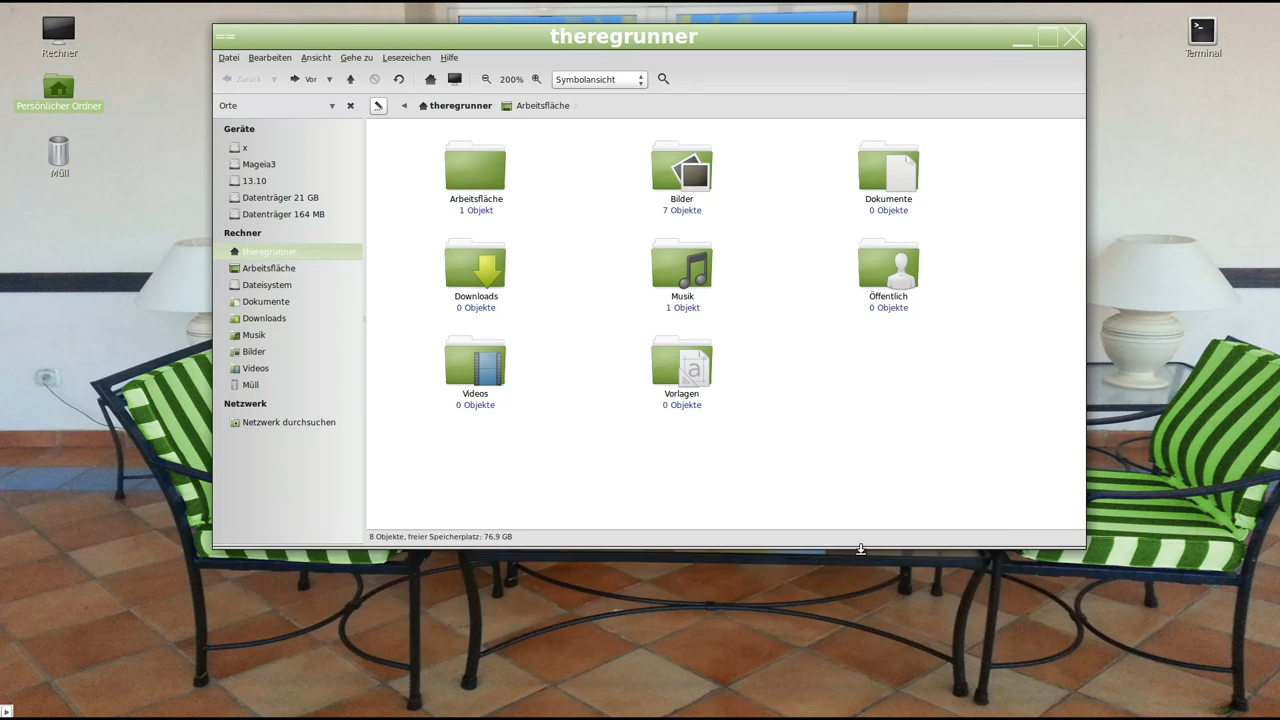 Rechner
Persönlicher Ordner
Müll
Terminal
theregrunner
Datei Bearbeiten Ansicht Gehe zu Lesezeichen Hilfe
Zurück Vor 200% Symbolansicht
Orte
theregrunner Arbeitsfläche
Geräte
x
Mageia3
13.10
Datenträger 21 GB
Datenträger 164 MB
Rechner
theregrunner
Arbeitsfläche
Dateisystem
Dokumente
Downloads
Musik
Bilder
Videos
Müll
Netzwerk
Netzwerk durchsuchen
Arbeitsfläche
1 Objekt
Bilder
7 Objekte
Dokumente
0 Objekte
Downloads
0 Objekte
Musik
1 Objekt
Öffentlich
0 Objekte
Videos
0 Objekte
Vorlagen
0 Objekte
8 Objekte, freier Speicherplatz: 76,9 GB